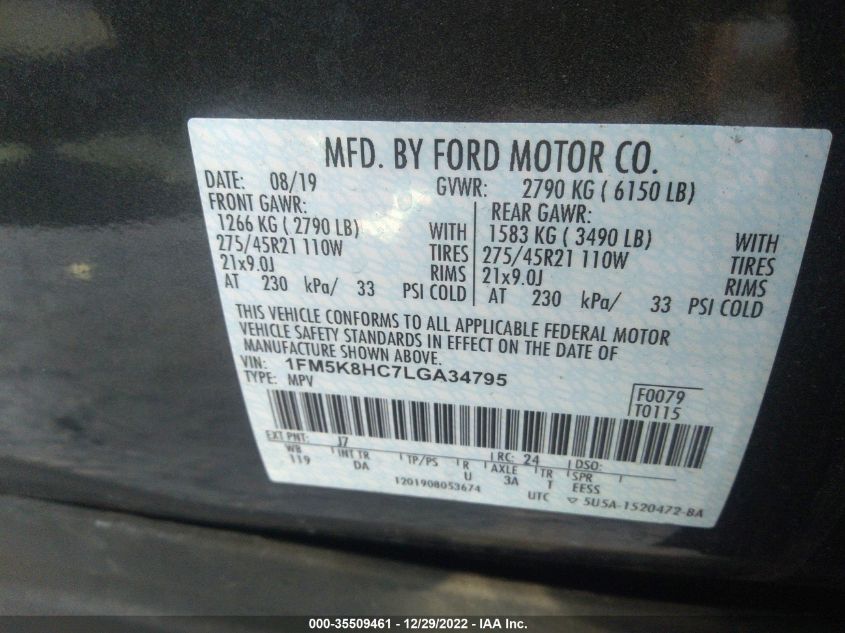 MFD. BY FORD MOTOR CO.
DATE: 08/19 GVWR: 2790 KG ( 6150 LB)
FRONT GAWR: REAR GAWR:
1266 KG ( 2790 LB) WITH 1583 KG ( 3490 LB) WITH
275/45R21 110W TIRES 275/45R21 110W TIRES
21x9.0J RIMS 21x9.0J RIMS
AT 230 kPa/ 33 PSI COLD AT 230 kPa/ 33 PSI COLD
THIS VEHICLE CONFORMS TO ALL APPLICABLE FEDERAL MOTOR
VEHICLE SAFETY STANDARDS IN EFFECT ON THE DATE OF
MANUFACTURE SHOWN ABOVE.
VIN: 1FM5K8HC7LGA34795
TYPE: MPV
F0079
T0115
EXT PNT: J7 RC: 24 DSO:
WB INT TR TP/PS R AXLE TR SPR
119 DA U 3A T EESS
1201908053674 UTC ▽ 5U5A-1520472-BA
000-35509461 - 12/29/2022 - IAA Inc.